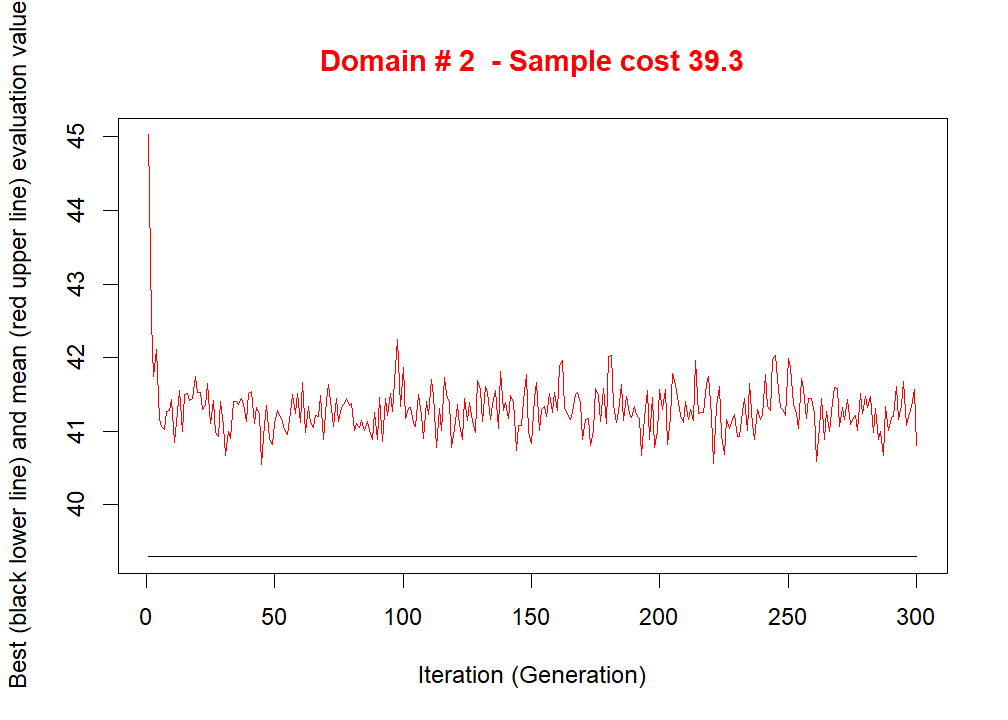 Domain # 2  - Sample cost 39.3
Best (black lower line) and mean (red upper line) evaluation value
45
44
43
42
41
40
0 50 100 150 200 250 300
Iteration (Generation)